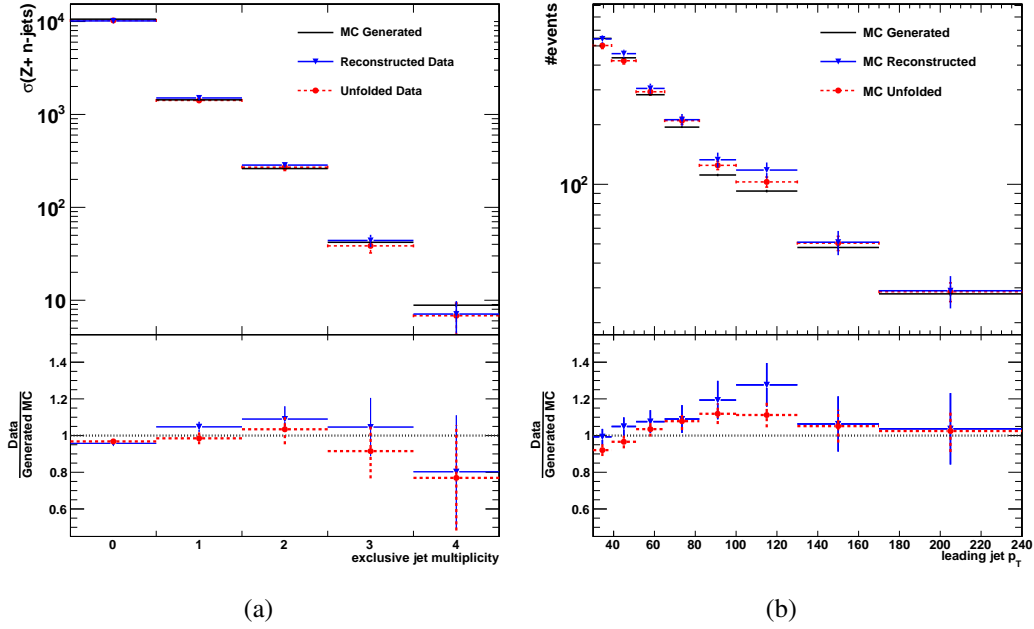 σ(Z+ n-jets)
10⁴
10³
10²
10
MC Generated
Reconstructed Data
Unfolded Data
Data
Generated MC
1.4
1.2
1
0.8
0.6
0 1 2 3 4
exclusive jet multiplicity
(a)
#events
10²
MC Generated
MC Reconstructed
MC Unfolded
Data
Generated MC
1.4
1.2
1
0.8
0.6
40 60 80 100 120 140 160 180 200 220 240
leading jet p_T
(b)